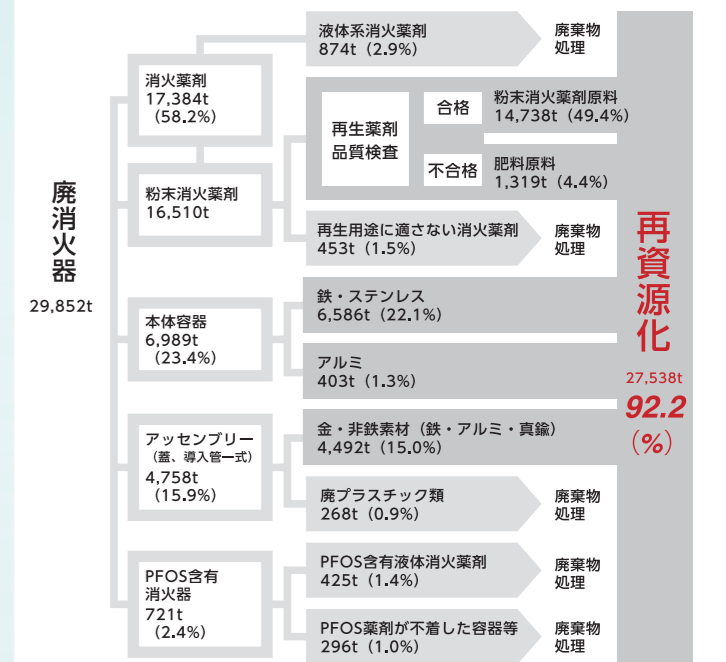 廃消火器
29,852t
消火薬剤
17,384t
(58.2%)
粉末消火薬剤
16,510t
液体系消火薬剤
874t(2.9%)
廃棄物
処理
再生薬剤
品質検査
合格
粉末消火薬剤原料
14,738t(49.4%)
不合格
肥料原料
1,319t(4.4%)
再生用途に適さない消火薬剤
453t(1.5%)
廃棄物
処理
本体容器
6,989t
(23.4%)
鉄・ステンレス
6,586t(22.1%)
アルミ
403t(1.3%)
アッセンブリー
(蓋、導入管一式)
4,758t
(15.9%)
金・非鉄素材(鉄・アルミ・真鍮)
4,492t(15.0%)
廃プラスチック類
268t(0.9%)
廃棄物
処理
PFOS含有
消火器
721t
(2.4%)
PFOS含有液体消火薬剤
425t(1.4%)
廃棄物
処理
PFOS薬剤が不着した容器等
296t(1.0%)
廃棄物
処理
再資源化
27,538t
92.2
(%)